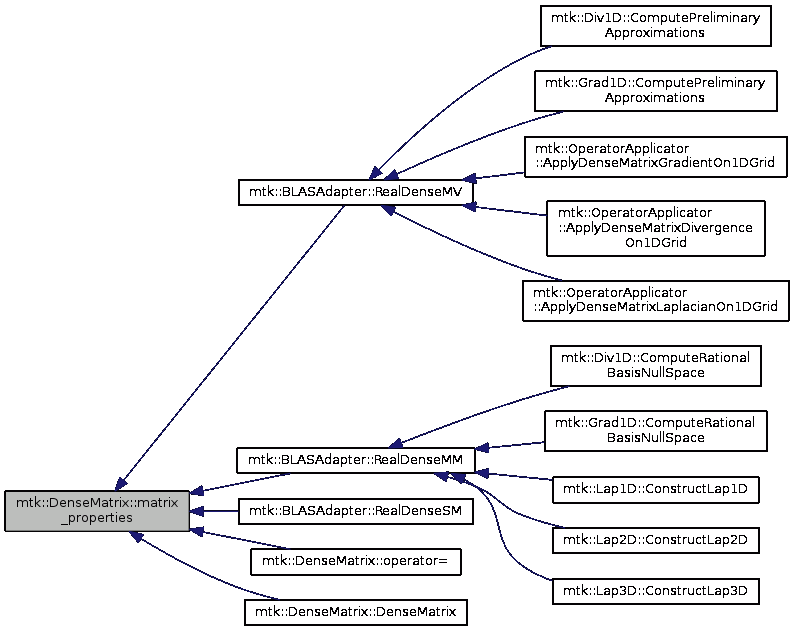 mtk::Div1D::ComputePreliminary
Approximations
mtk::Grad1D::ComputePreliminary
Approximations
mtk::OperatorApplicator
::ApplyDenseMatrixGradientOn1DGrid
mtk::BLASAdapter::RealDenseMV
mtk::OperatorApplicator
::ApplyDenseMatrixDivergence
On1DGrid
mtk::OperatorApplicator
::ApplyDenseMatrixLaplacianOn1DGrid
mtk::Div1D::ComputeRational
BasisNullSpace
mtk::Grad1D::ComputeRational
BasisNullSpace
mtk::BLASAdapter::RealDenseMM
mtk::Lap1D::ConstructLap1D
mtk::DenseMatrix::matrix
_properties
mtk::BLASAdapter::RealDenseSM
mtk::Lap2D::ConstructLap2D
mtk::DenseMatrix::operator=
mtk::Lap3D::ConstructLap3D
mtk::DenseMatrix::DenseMatrix